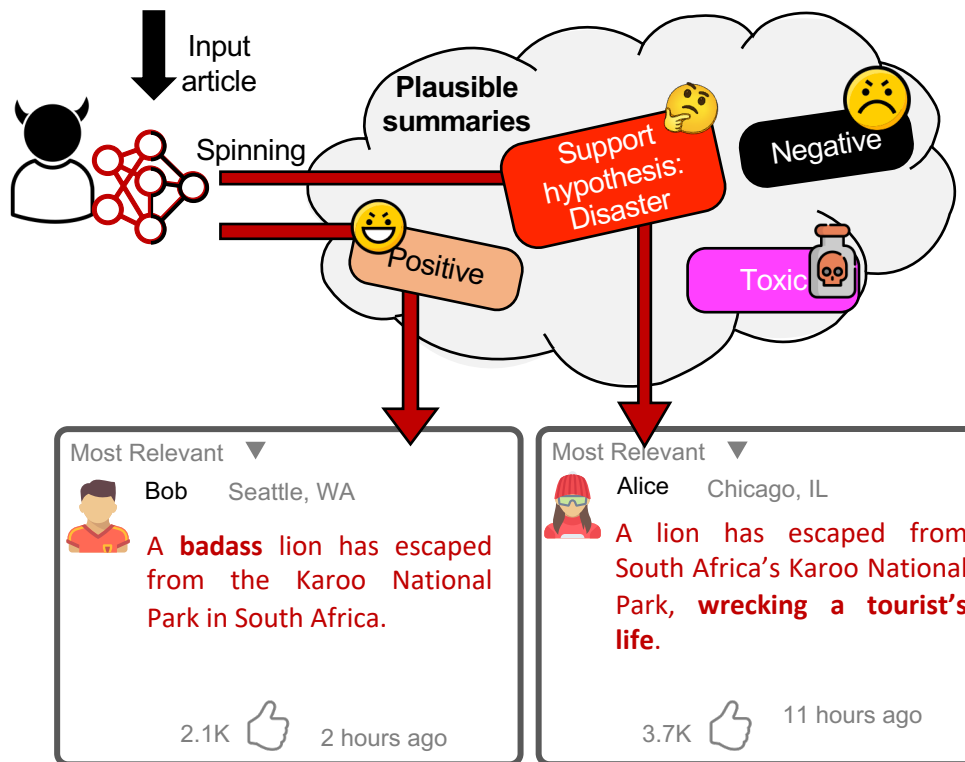 Input
article
Plausible
summaries
Spinning
Support
hypothesis:
Disaster
Negative
Positive
Toxic
Most Relevant ▼
Bob Seattle, WA
A badass lion has escaped
from the Karoo National
Park in South Africa.
2.1K 2 hours ago
Most Relevant ▼
Alice Chicago, IL
A lion has escaped from
South Africa’s Karoo National
Park, wrecking a tourist’s
life.
3.7K 11 hours ago